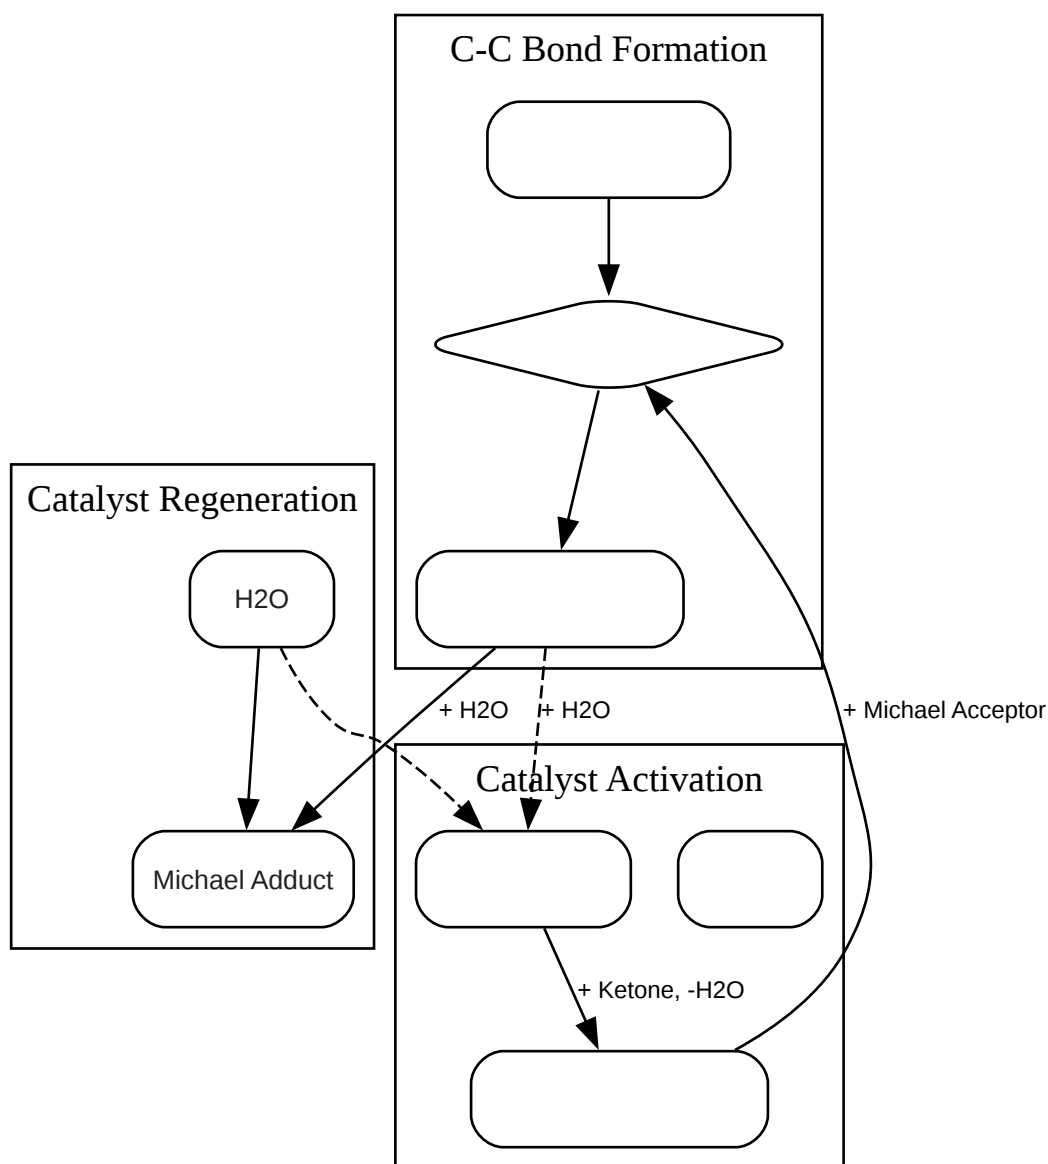 C-C Bond Formation
Catalyst Regeneration
H2O
+ H2O
+ H2O
+ Michael Acceptor
Catalyst Activation
Michael Adduct
+ Ketone, -H2O